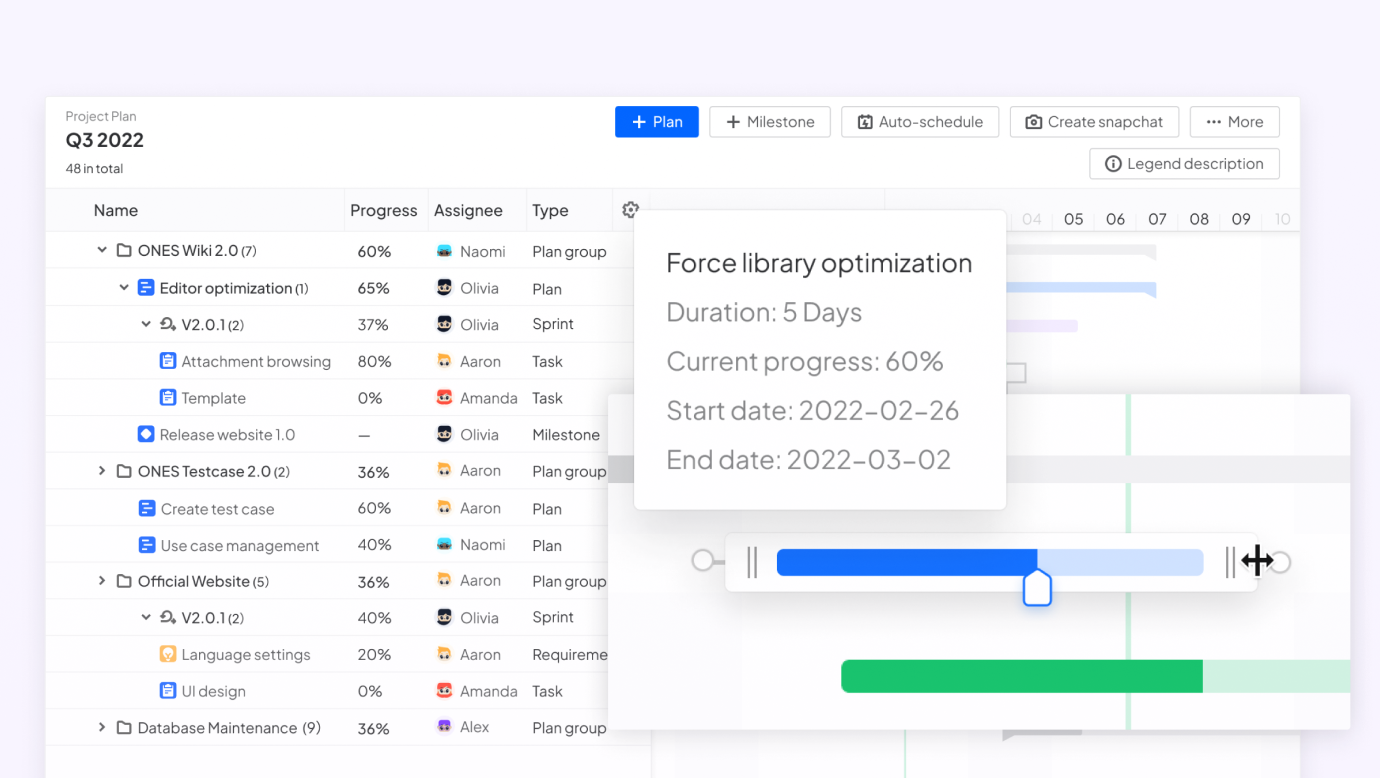 Project Plan
Q3 2022
48 in total
+ Plan
+ Milestone
Auto-schedule
Create snapchat
··· More
Legend description
Name Progress Assignee Type
04 05 06 07 08 09 10
ONES Wiki 2.0 (7) 60% Naomi Plan group
Editor optimization (1) 65% Olivia Plan
V2.0.1 (2) 37% Olivia Sprint
Attachment browsing 80% Aaron Task
Template 0% Amanda Task
Release website 1.0 — Olivia Milestone
ONES Testcase 2.0 (2) 36% Aaron Plan group
Create test case 60% Aaron Plan
Use case management 40% Naomi Plan
Official Website (5) 36% Aaron Plan group
V2.0.1 (2) 40% Olivia Sprint
Language settings 20% Aaron Requireme
UI design 0% Amanda Task
Database Maintenance (9) 36% Alex Plan group
Force library optimization
Duration: 5 Days
Current progress: 60%
Start date: 2022-02-26
End date: 2022-03-02